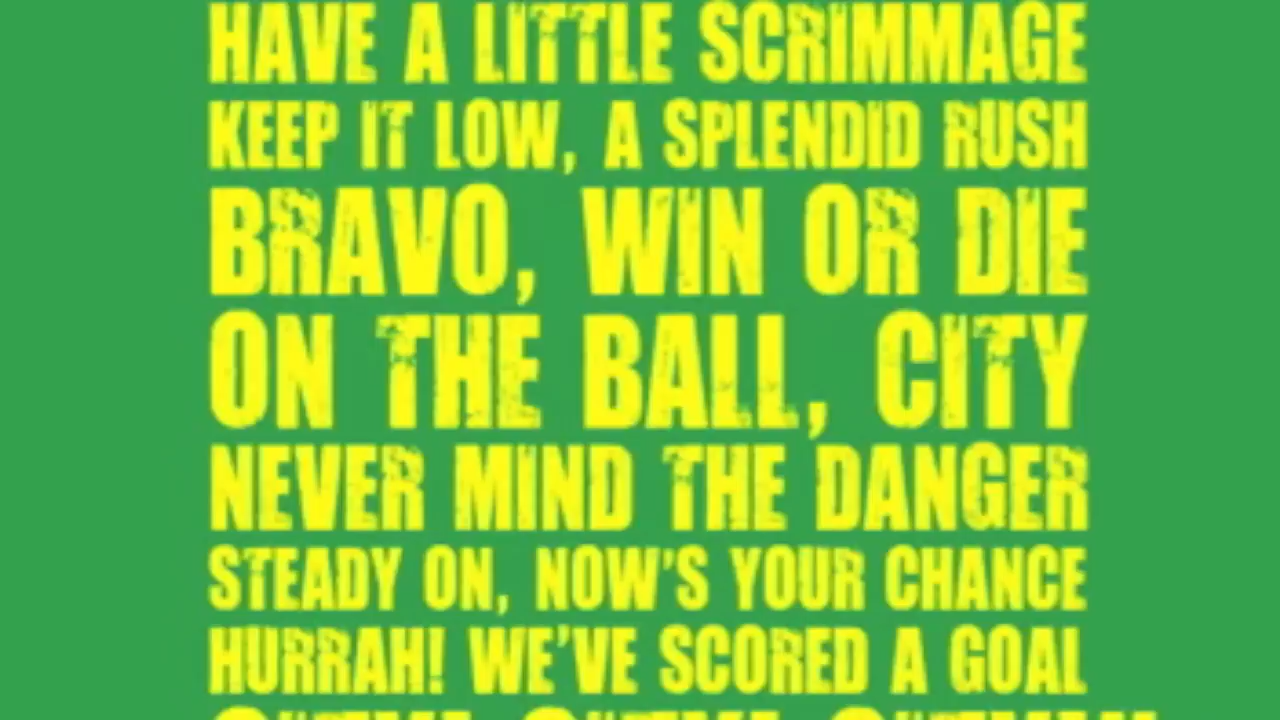 HAVE A LITTLE SCRIMMAGE
KEEP IT LOW, A SPLENDID RUSH
BRAVO, WIN OR DIE
ON THE BALL, CITY
NEVER MIND THE DANGER
STEADY ON, NOW'S YOUR CHANCE
HURRAH! WE'VE SCORED A GOAL